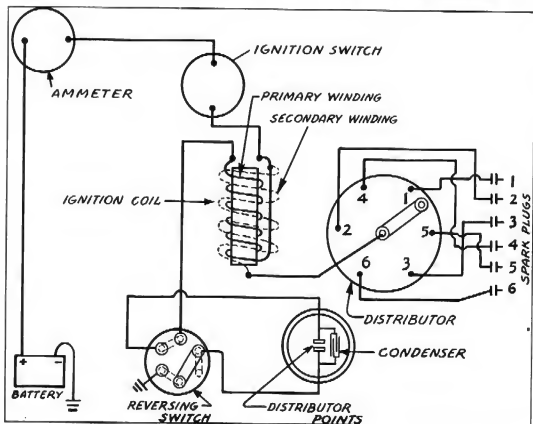 AMMETER
IGNITION SWITCH
PRIMARY WINDING
SECONDARY WINDING
IGNITION COIL
4
1
2
5
6
3
1
2
3
4
5
6
SPARK PLUGS
DISTRIBUTOR
CONDENSER
+
-
BATTERY
REVERSING
SWITCH
DISTRIBUTOR
POINTS